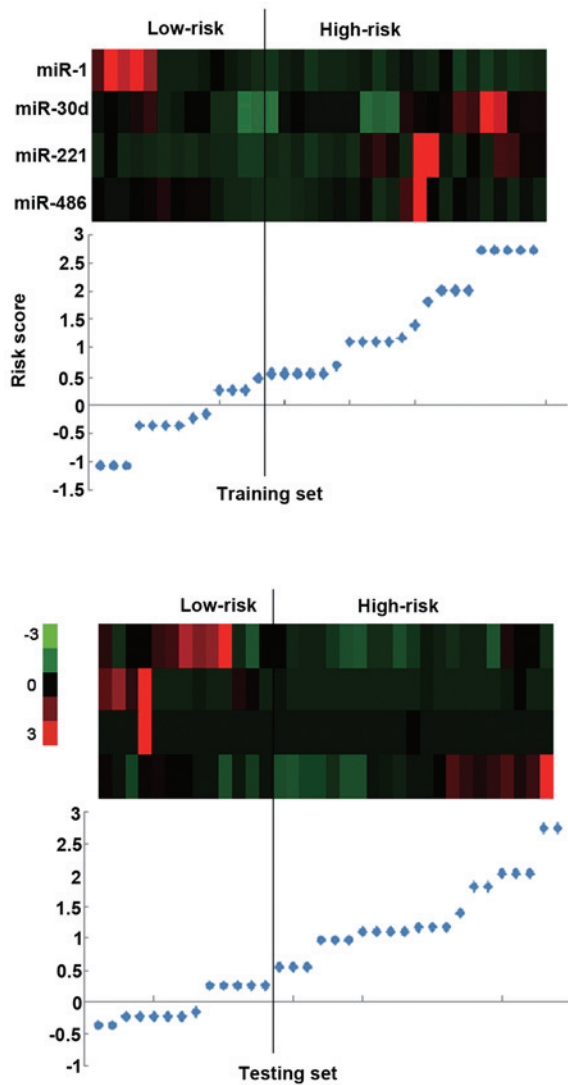 Low-risk High-risk
miR-1
miR-30d
miR-221
miR-486
3
2.5
2
1.5
1
0.5
0
-0.5
-1
-1.5
Risk score
Training set
Low-risk High-risk
-3
0
3
3
2.5
2
1.5
1
0.5
0
-0.5
-1
Testing set